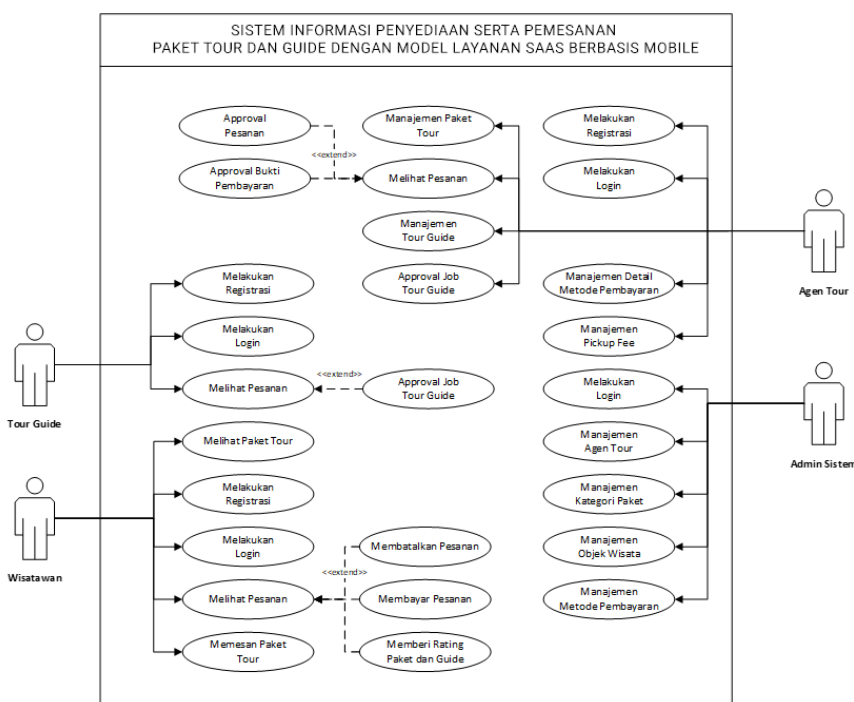 SISTEM INFORMASI PENYEDIAAN SERTA PEMESANAN
PAKET TOUR DAN GUIDE DENGAN MODEL LAYANAN SAAS BERBASIS MOBILE
Approval
Pesanan
Manajemen Paket
Tour
Melakukan
Registrasi
<<extend>>
Approval Bukti
Pembayaran
Melihat Pesanan
Melakukan
Login
Manajemen
Tour Guide
Agen Tour
Melakukan
Registrasi
Approval Job
Tour Guide
Manajemen Detail
Metode Pembayaran
Melakukan
Login
Manajemen
Pickup Fee
Tour Guide
<<extend>>
Melihat Pesanan
Approval Job
Tour Guide
Melakukan
Login
Admin Sistem
Melihat Paket Tour
Manajemen
Agen Tour
Melakukan
Registrasi
Manajemen
Kategori Paket
Wisatawan
Melakukan
Login
Membatalkan Pesanan
Manajemen
Objek Wisata
<<extend>>
Melihat Pesanan
Membayar Pesanan
Manajemen
Metode Pembayaran
Memesan Paket
Tour
Memberi Rating
Paket dan Guide